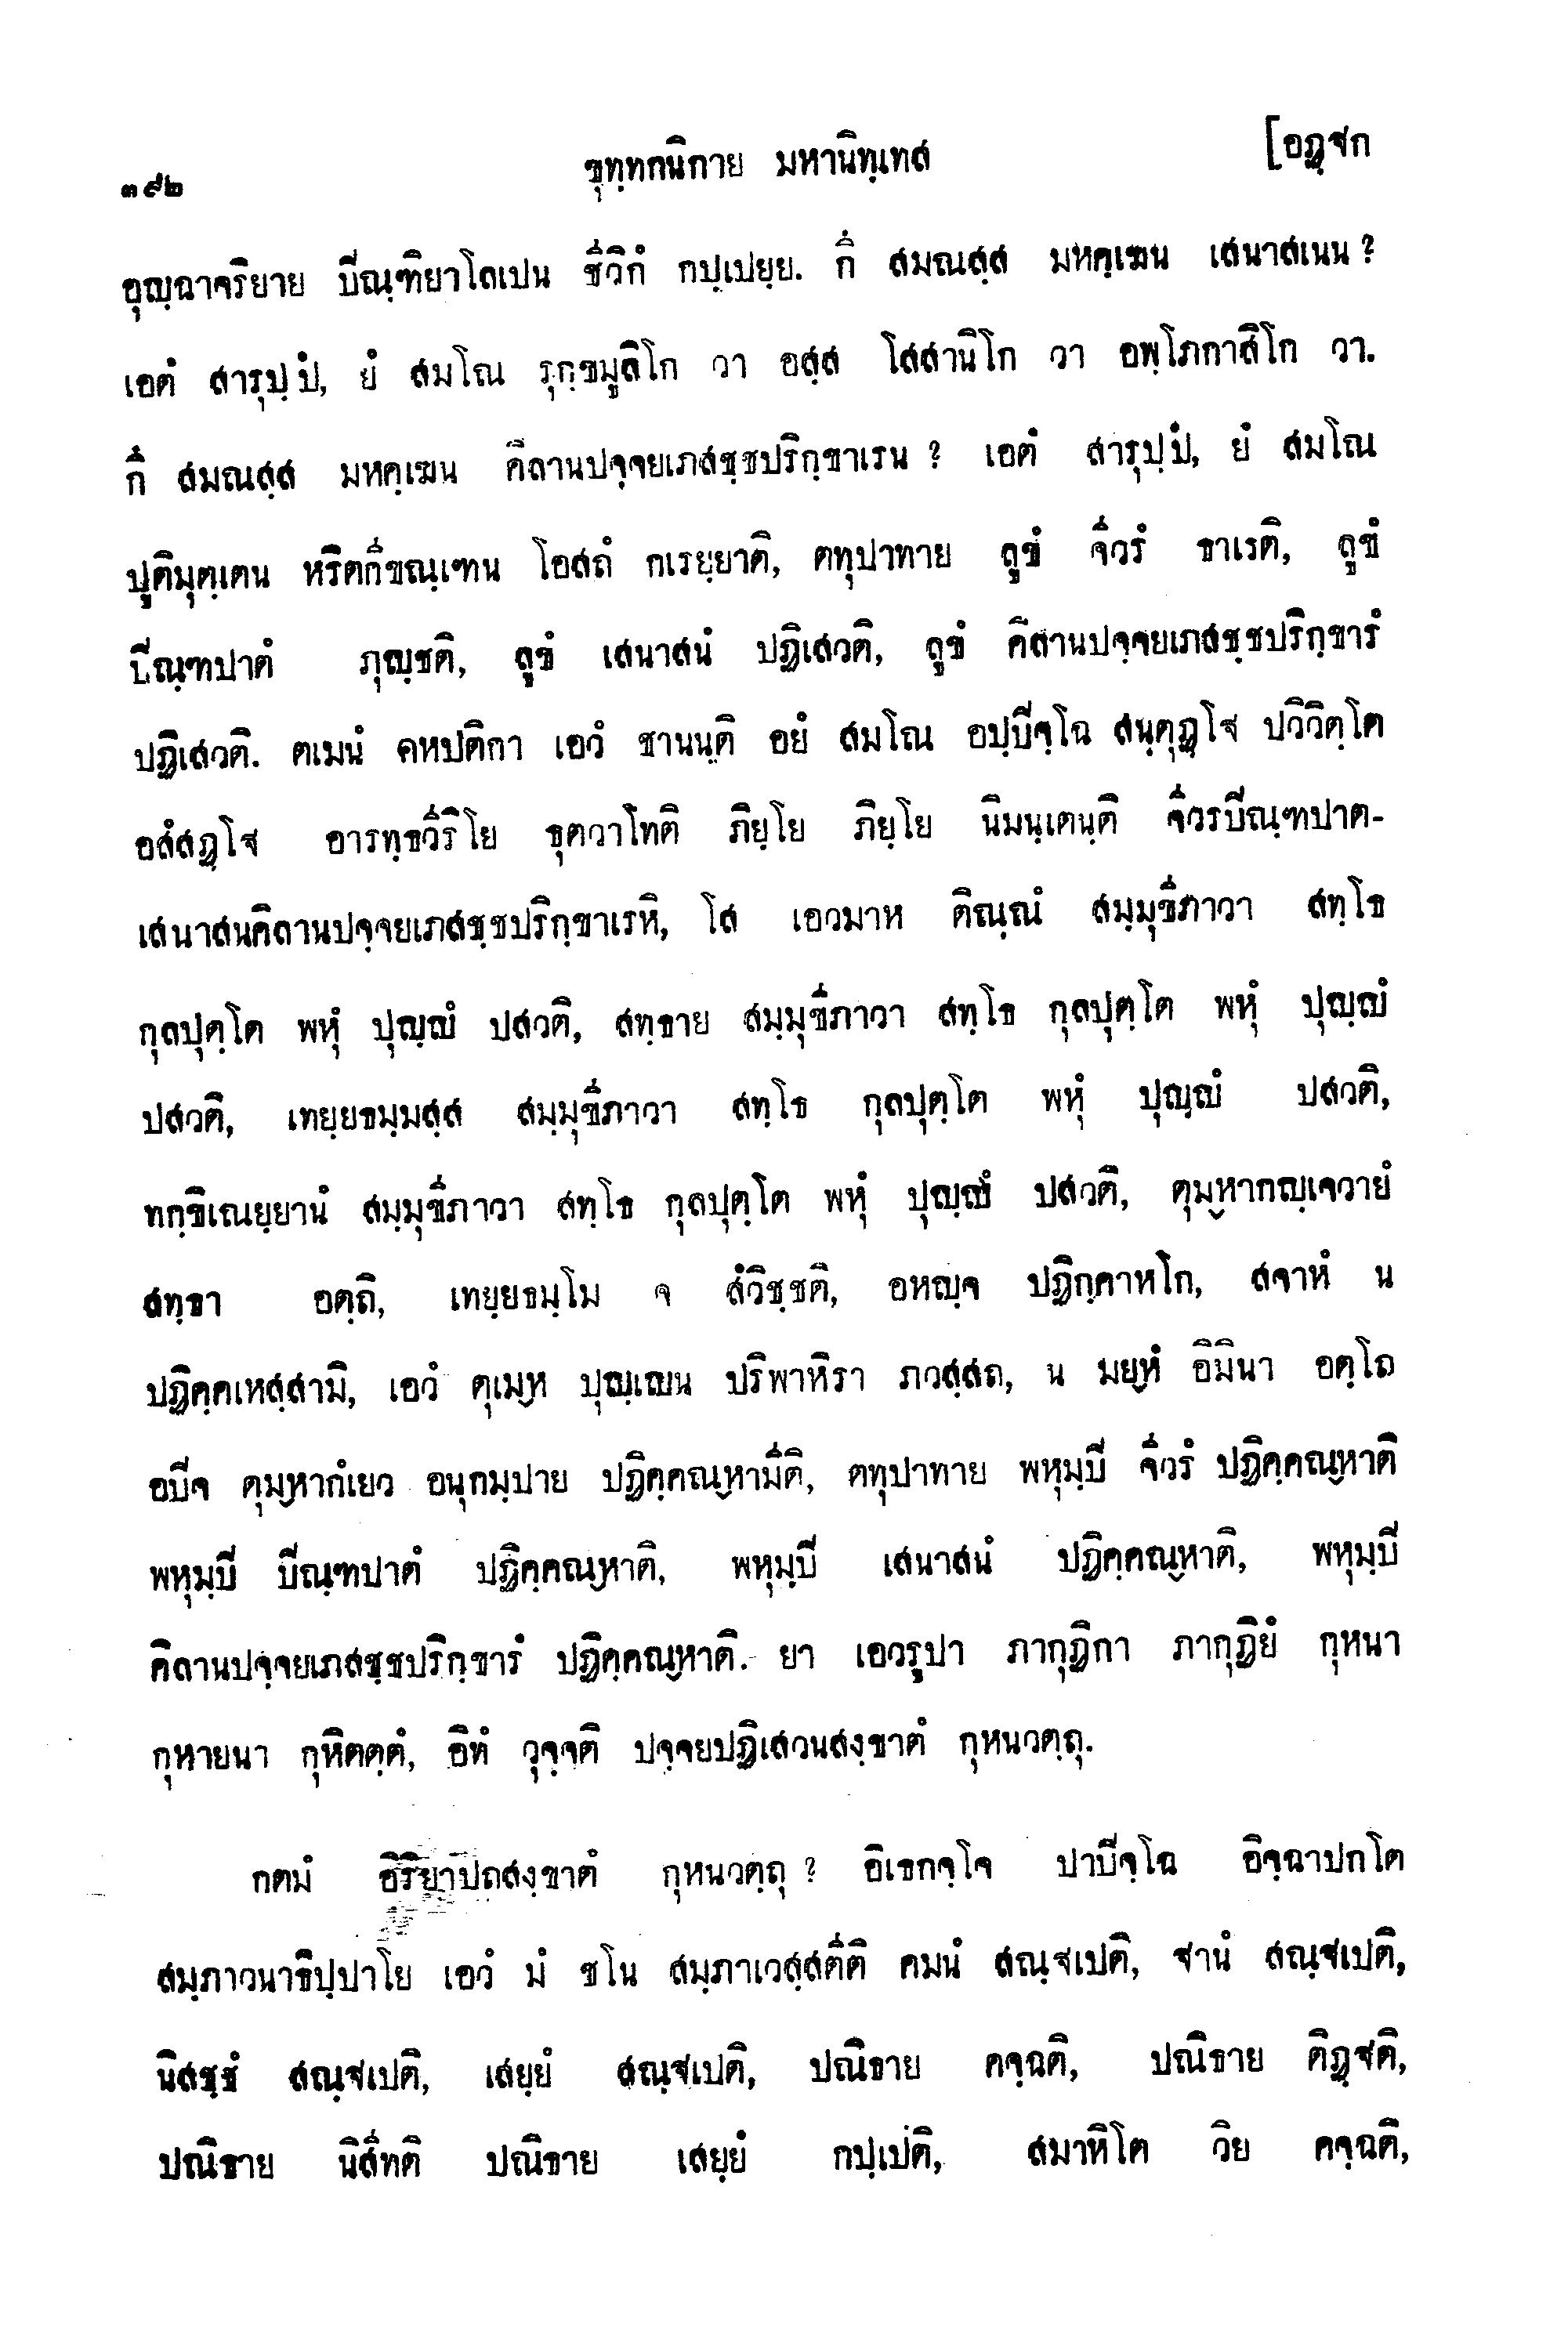 ๓๙๒ ขุทฺทกนิกาย มหานิทฺเทส [อฏฺฐก
อุญฺฉาจริยาย ปิณฺฑิยาโลเปน ชีวิกํ กปฺเปยฺย. กึ สมณสฺส มหคฺเฆน เสนาสเนน ?
เอตํ สารุปฺปํ, ยํ สมโณ รุกฺขมูลิโก วา อสฺส โสสานิโก วา อพฺโภกาสิโก วา.
กึ สมณสฺส มหคฺเฆน คิลานปจฺจยเภสชฺชปริกฺขาเรน ? เอตํ สารุปฺปํ, ยํ สมโณ
ปูติมุตฺเตน หริตกีขณฺเฑน โอสถํ กเรยฺยาติ, ตทุปาทาย ลูขํ จีวรํ ธาเรติ, ลูขํ
ปิณฺฑปาตํ ภุญฺชติ, ลูขํ เสนาสนํ ปฏิเสวติ, ลูขํ คิลานปจฺจยเภสชฺชปริกฺขารํ
ปฏิเสวติ. ตเมนํ คหปติกา เอวํ ชานนฺติ อยํ สมโณ อปฺปิจฺโฉ สนฺตุฏฺโฐ ปวิวิตฺโต
อสํสฏฺโฐ อารทฺธวิริโย ธุตวาโทติ ภิยฺโย ภิยฺโย นิมนฺเตนฺติ จีวรปิณฺฑปาต-
เสนาสนคิลานปจฺจยเภสชฺชปริกฺขาเรหิ, โส เอวมาห ติณฺณํ สมฺมุขีภาวา สทฺโธ
กุลปุตฺโต พหุํ ปุญฺญํ ปสวติ, สทฺธาย สมฺมุขีภาวา สทฺโธ กุลปุตฺโต พหุํ ปุญฺญํ
ปสวติ, เทยฺยธมฺมสฺส สมฺมุขีภาวา สทฺโธ กุลปุตฺโต พหุํ ปุญฺญํ ปสวติ,
ทกฺขิเณยฺยานํ สมฺมุขีภาวา สทฺโธ กุลปุตฺโต พหุํ ปุญฺญํ ปสวติ, ตุมฺหากญฺเจวายํ
สทฺธา อตฺถิ, เทยฺยธมฺโม จ สํวิชฺชติ, อหญฺจ ปฏิกฺคาหโก, สจาหํ น
ปฏิคฺคเหสฺสามิ, เอวํ ตุเมฺห ปุญฺเญน ปริพาหิรา ภวสฺสถ, น มยฺหํ อิมินา อตฺโถ
อปิจ ตุมฺหากํเยว อนุกมฺปาย ปฏิคฺคณฺหามีติ, ตทุปาทาย พหุมฺปิ จีวรํ ปฏิคฺคณฺหาติ
พหุมฺปิ ปิณฺฑปาตํ ปฏิคฺคณฺหาติ, พหุมฺปิ เสนาสนํ ปฏิคฺคณฺหาติ, พหุมฺปิ
คิลานปจฺจยเภสชฺชปริกฺขารํ ปฏิคฺคณฺหาติ. ยา เอวรูปา ภากุฏิกา ภากุฏิยํ กุหนา
กุหายนา กุหิตตฺตํ, อิทํ วุจฺจติ ปจฺจยปฏิเสวนสงฺขาตํ กุหนวตฺถุ.
กตมํ อิริยาปถสงฺขาตํ กุหนวตฺถุ ? อิเธกจฺโจ ปาปิจฺโฉ อิจฺฉาปกโต
สมฺภาวนาธิปฺปาโย เอวํ มํ ชโน สมฺภาเวสฺสตีติ คมนํ สณฺฐเปติ, ฐานํ สณฺฐเปติ,
นิสชฺชํ สณฺฐเปติ, เสยฺยํ สณฺฐเปติ, ปณิธาย คจฺฉติ, ปณิธาย ติฏฺฐติ,
ปณิธาย นิสีทติ ปณิธาย เสยฺยํ กปฺเปติ, สมาหิโต วิย คจฺฉติ,